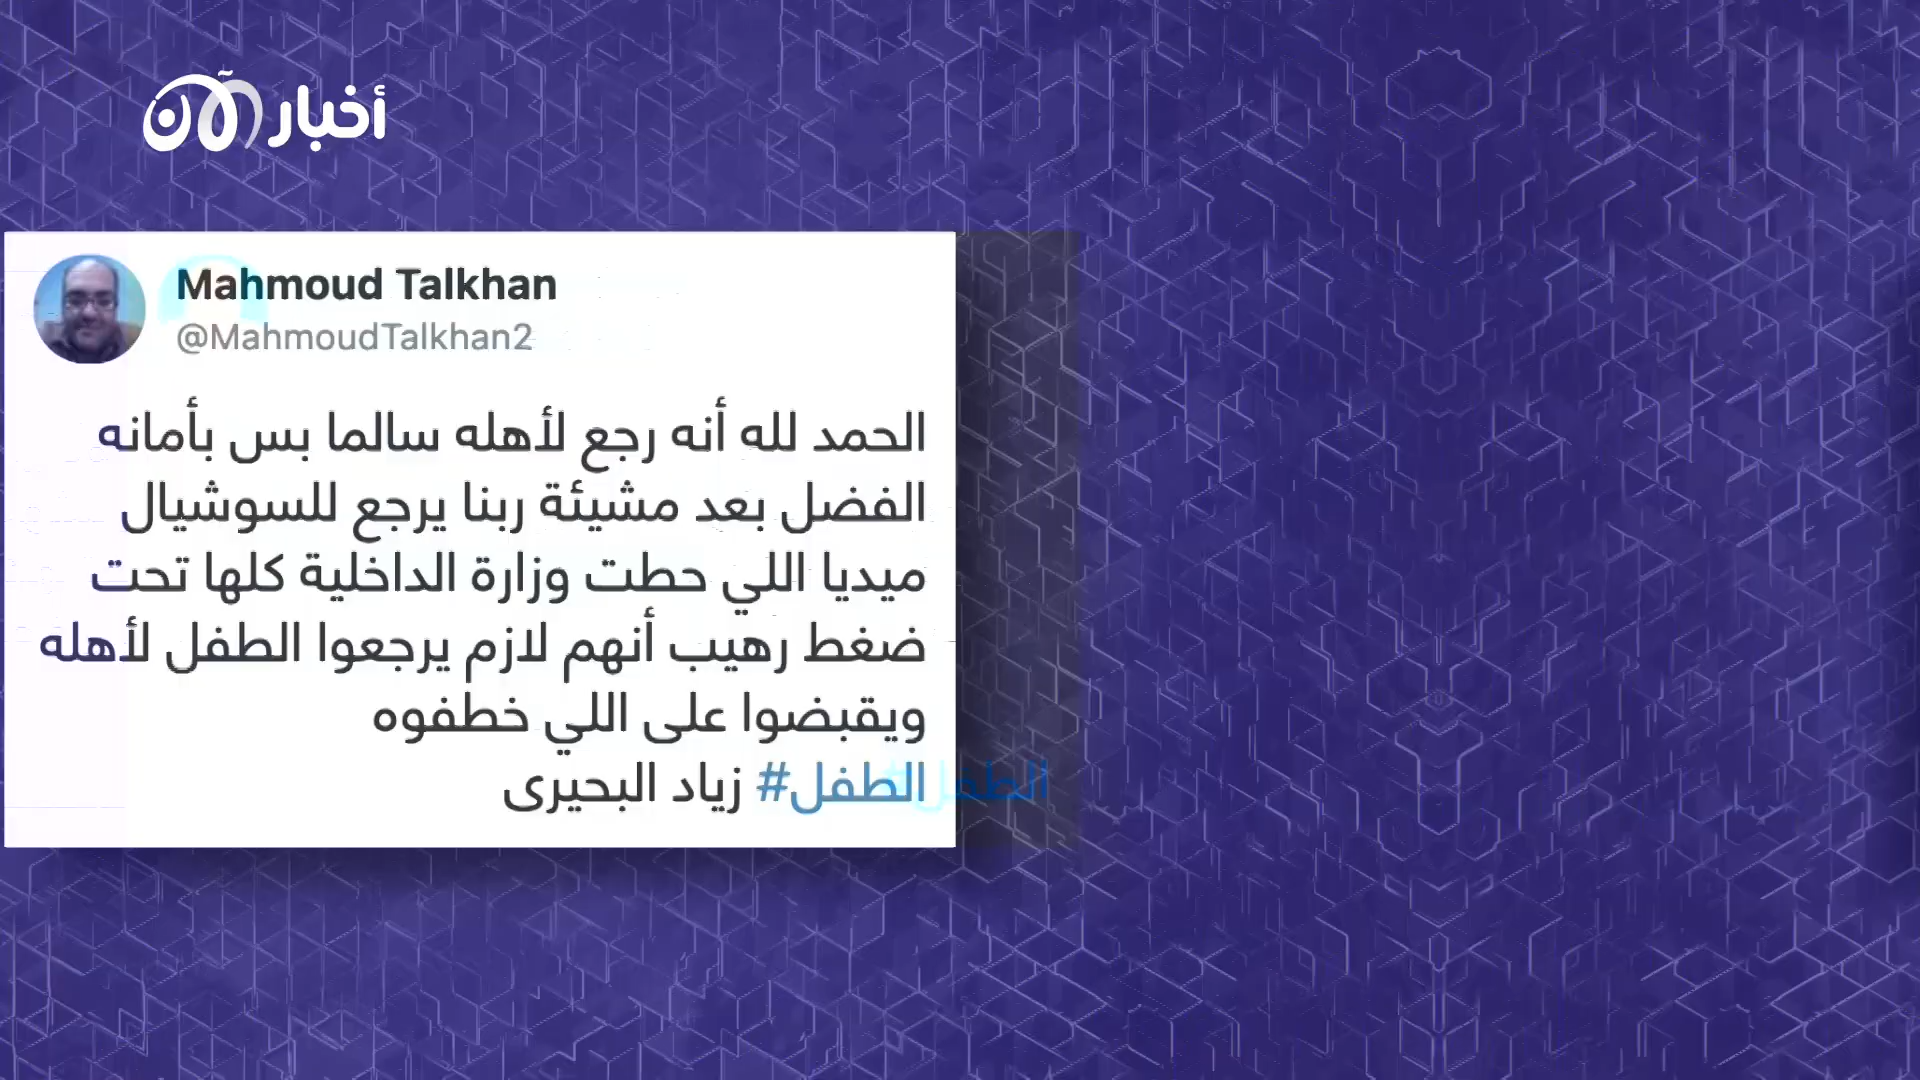 أخبار الآن
Mahmoud Talkhan
@MahmoudTalkhan2
الحمد لله أنه رجع لأهله سالما بس بأمانه
الفضل بعد مشيئة ربنا يرجع للسوشيال
ميديا اللي حطت وزارة الداخلية كلها تحت
ضغط رهيب أنهم لازم يرجعوا الطفل لأهله
ويقبضوا على اللي خطفوه
الطفل# زياد البحيرى